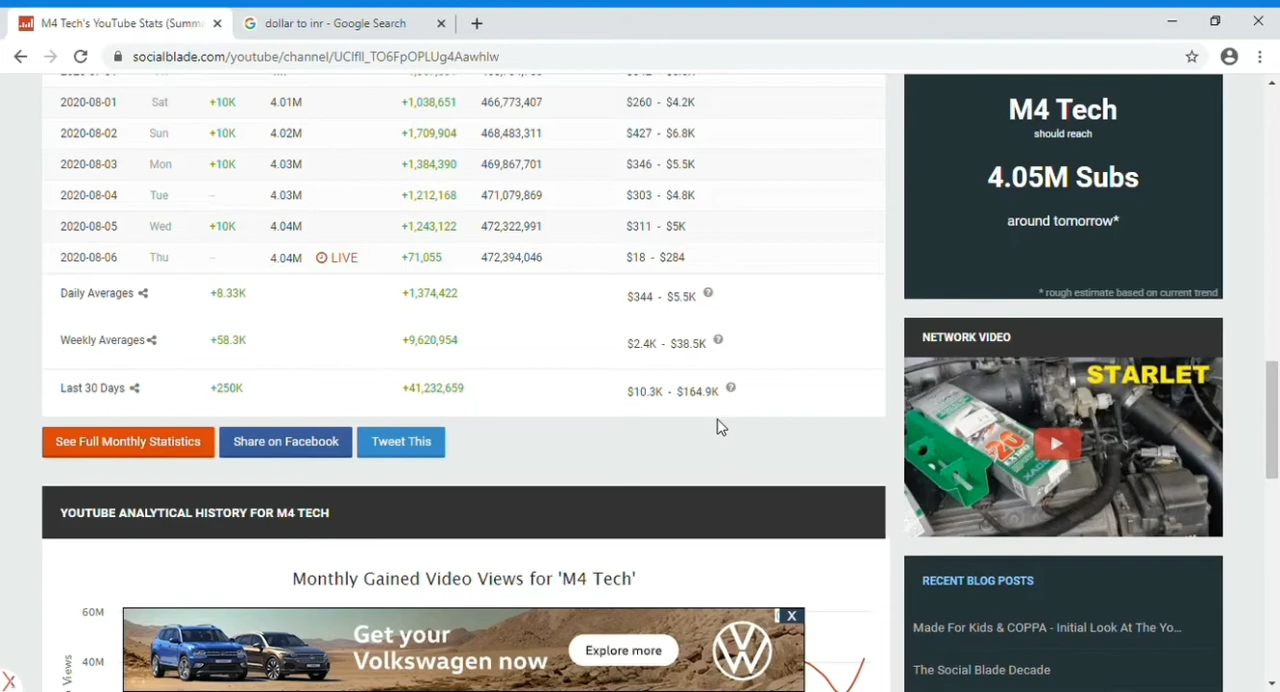 M4 Tech's YouTube Stats (Summa
dollar to inr - Google Search
socialblade.com/youtube/channel/UCIfll_TO6FpOPLUg4Aawhlw
2020-08-01 Sat +10K 4.01M +1,038,651 466,773,407 $260 - $4.2K
2020-08-02 Sun +10K 4.02M +1,709,904 468,483,311 $427 - $6.8K
2020-08-03 Mon +10K 4.03M +1,384,390 469,867,701 $346 - $5.5K
2020-08-04 Tue -- 4.03M +1,212,168 471,079,869 $303 - $4.8K
2020-08-05 Wed +10K 4.04M +1,243,122 472,322,991 $311 - $5K
2020-08-06 Thu -- 4.04M LIVE +71,055 472,394,046 $18 - $284
Daily Averages +8.33K +1,374,422 $344 - $5.5K
Weekly Averages +58.3K +9,620,954 $2.4K - $38.5K
Last 30 Days +250K +41,232,659 $10.3K - $164.9K
See Full Monthly Statistics
Share on Facebook
Tweet This
YOUTUBE ANALYTICAL HISTORY FOR M4 TECH
Monthly Gained Video Views for 'M4 Tech'
60M
40M
Views
Get your
Volkswagen now
Explore more
X
M4 Tech
should reach
4.05M Subs
around tomorrow*
* rough estimate based on current trend
NETWORK VIDEO
STARLET
RECENT BLOG POSTS
Made For Kids & COPPA - Initial Look At The Yo...
The Social Blade Decade